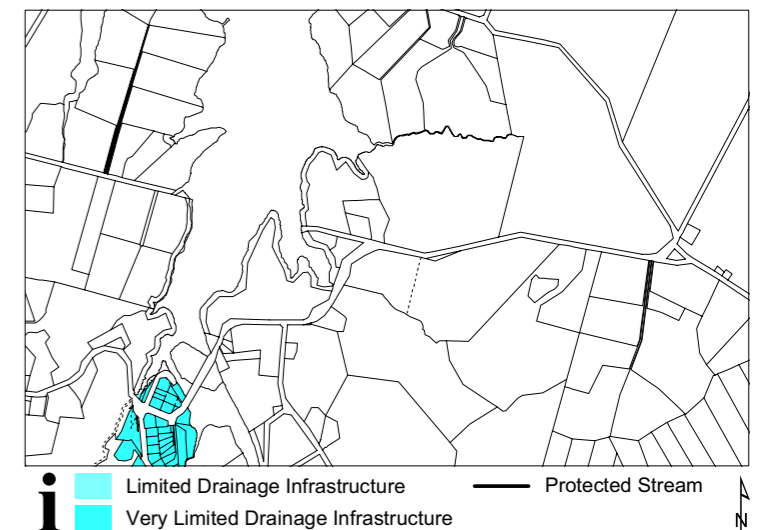 i
Limited Drainage Infrastructure
Protected Stream
Very Limited Drainage Infrastructure
N